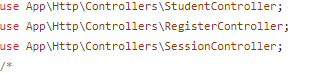 use App\Http\Controllers\StudentController;
use App\Http\Controllers\RegisterController;
use App\Http\Controllers\SessionController;
/*